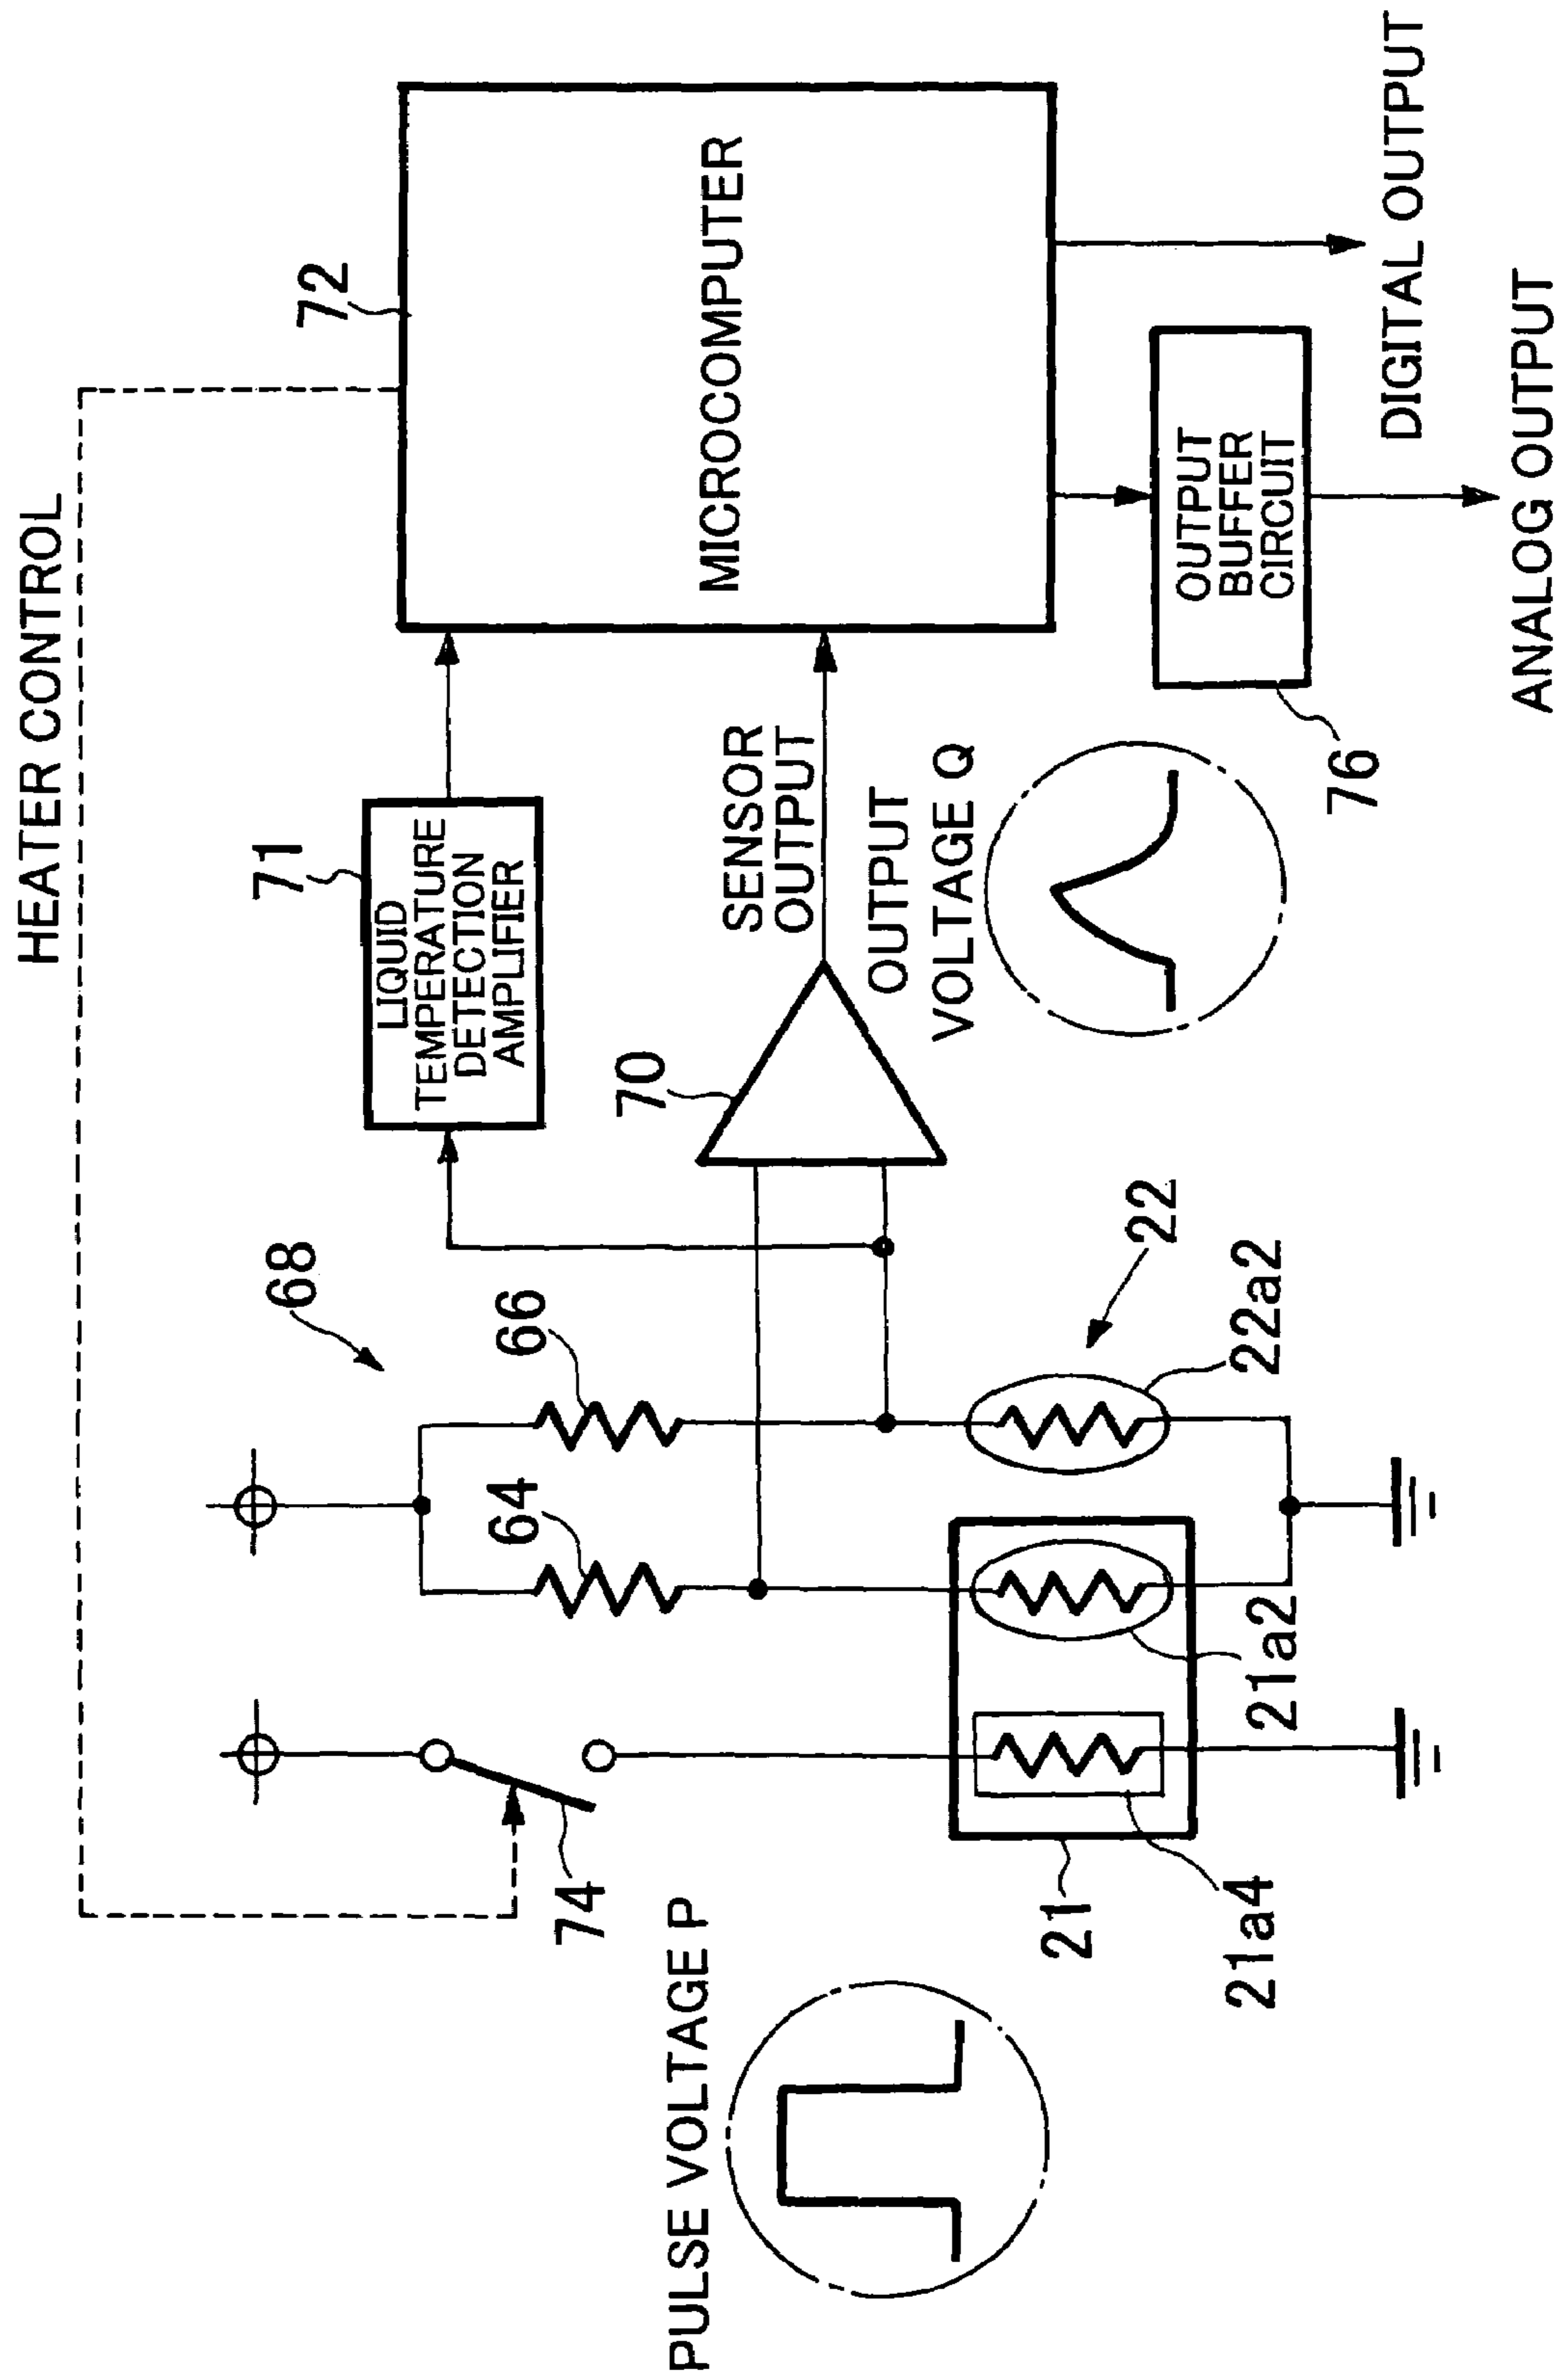 HEATER CONTROL
72
71
LIQUID
TEMPERATURE
DETECTION
AMPLIFIER
68
MICROCOMPUTER
66
64
70
SENSOR
OUTPUT
74
PULSE VOLTAGE P
OUTPUT
VOLTAGE Q
22
22a2
21
21a2
21a4
OUTPUT
BUFFER
CIRCUIT
76
DIGITAL OUTPUT
ANALOG OUTPUT